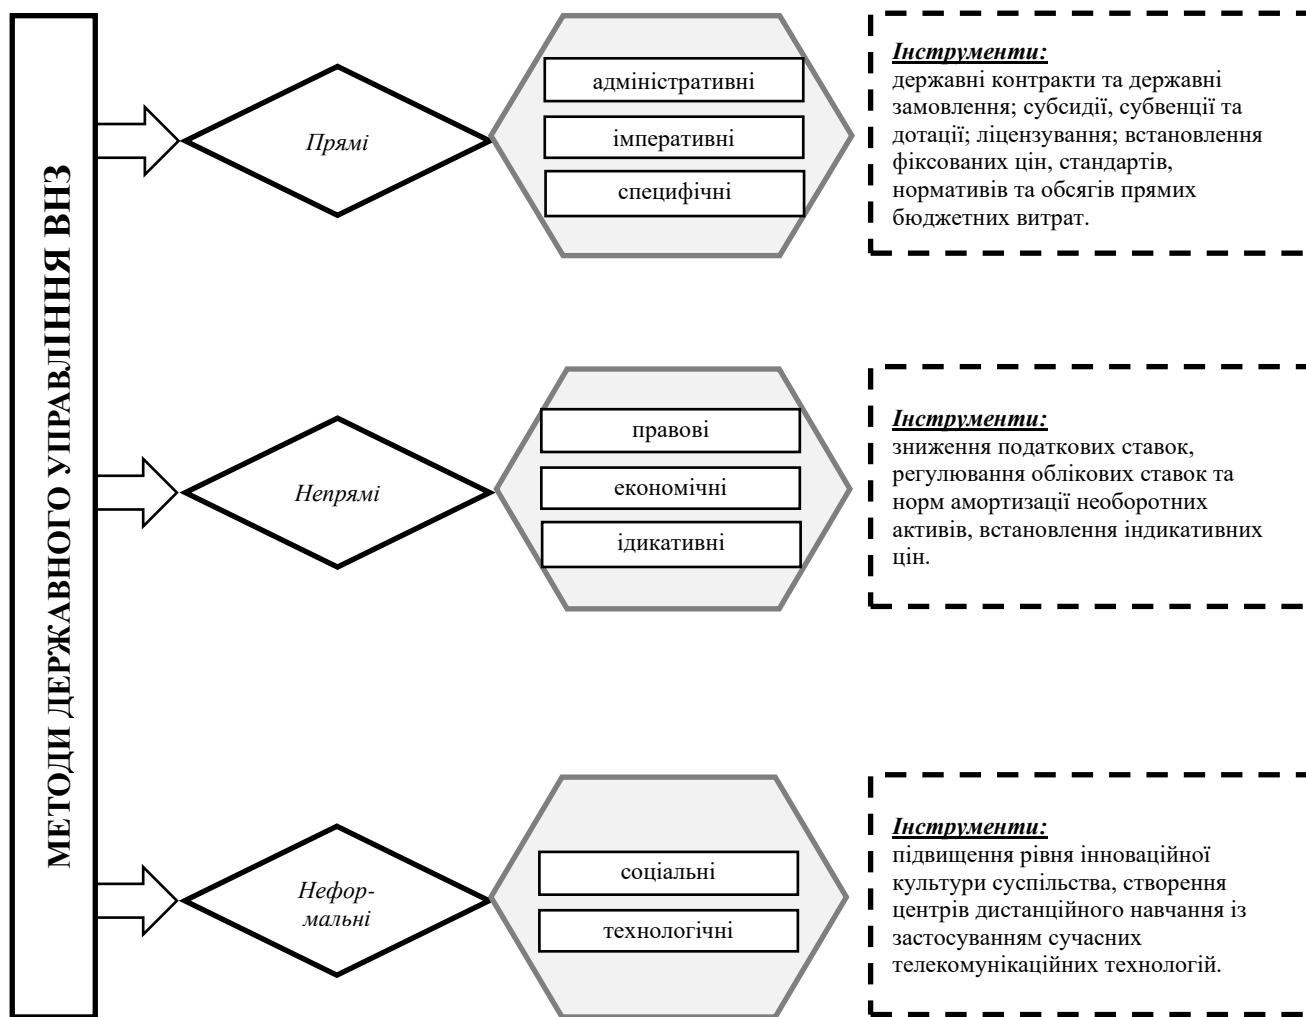 МЕТОДИ ДЕРЖАВНОГО УПРАВЛІННЯ ВНЗ
Прямі
адміністративні
імперативні
специфічні
Інструменти:
державні контракти та державні
замовлення; субсидії, субвенції та
дотації; ліцензування; встановлення
фіксованих цін, стандартів,
нормативів та обсягів прямих
бюджетних витрат.
Непрямі
правові
економічні
ідикативні
Інструменти:
зниження податкових ставок,
регулювання облікових ставок та
норм амортизації необоротних
активів, встановлення індикативних
цін.
Нефор-
мальні
соціальні
технологічні
Інструменти:
підвищення рівня інноваційної
культури суспільства, створення
центрів дистанційного навчання із
застосуванням сучасних
телекомунікаційних технологій.